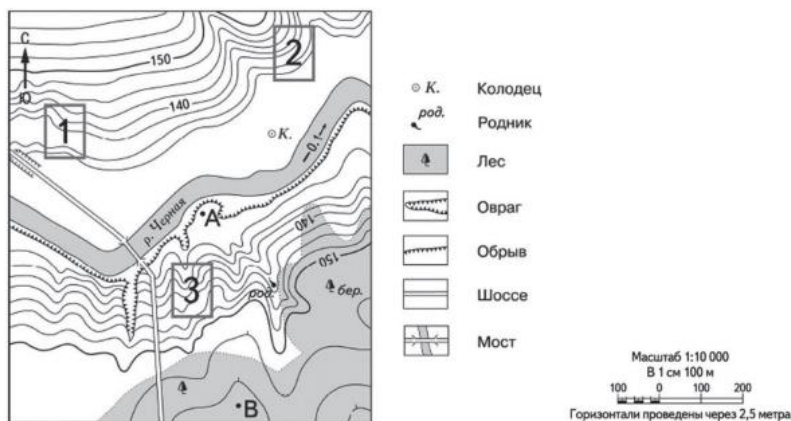 С
Ю
150
2
140
1
К.
0.1
р. Черная
А
140
150
3
род.
бер.
В
К. Колодец
род. Родник
Лес
Овраг
Обрыв
Шоссе
Мост
Масштаб 1:10 000
В 1 см 100 м
100 0 100 200
Горизонтали проведены через 2,5 метра